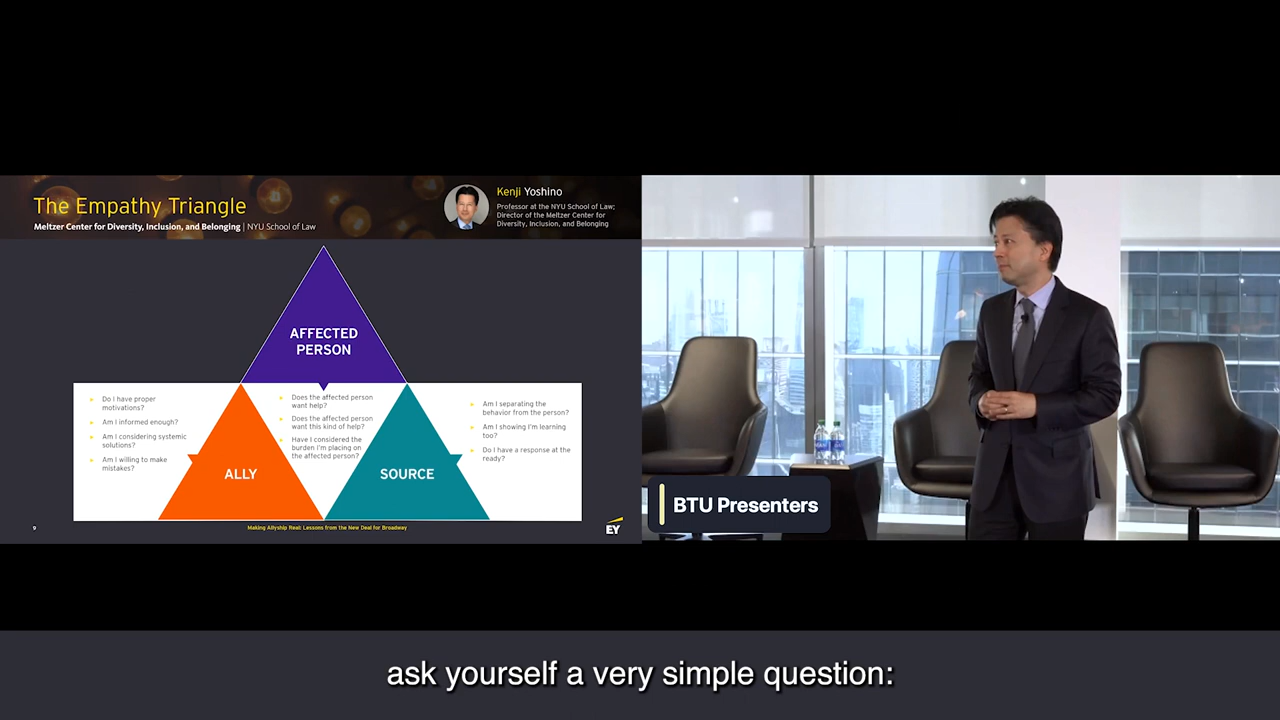 The Empathy Triangle
Meltzer Center for Diversity, Inclusion, and Belonging | NYU School of Law
Kenji Yoshino
Professor at the NYU School of Law;
Director of the Meltzer Center for
Diversity, Inclusion, and Belonging
AFFECTED
PERSON
Do I have proper
motivations?
Am I informed enough?
Am I considering systemic
solutions?
Am I willing to make
mistakes?
ALLY
Does the affected person
want help?
Does the affected person
want this kind of help?
Have I considered the
burden I'm placing on
the affected person?
SOURCE
Am I separating the
behavior from the person?
Am I showing I'm learning
too?
Do I have a response at the
ready?
9
Making Allyship Real: Lessons from the New Deal for Broadway
EY
BTU Presenters
ask yourself a very simple question: